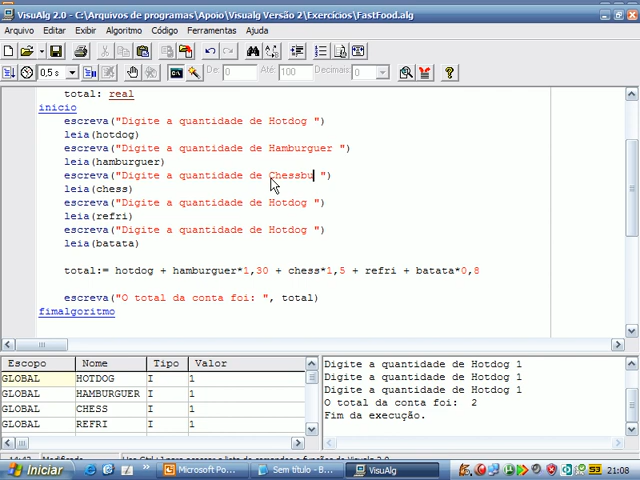 VisuAlg 2.0 - C:\Arquivos de programas\Apoio\Visualg Versão 2\Exercícios\FastFood.alg
Arquivo Editar Exibir Algoritmo Código Ferramentas Ajuda
0,5 s De: 0 Até: 100 Decimais: 0
total: real
inicio
escreva("Digite a quantidade de Hotdog ")
leia(hotdog)
escreva("Digite a quantidade de Hamburguer ")
leia(hamburguer)
escreva("Digite a quantidade de Chessbu ")
leia(chess)
escreva("Digite a quantidade de Hotdog ")
leia(refri)
escreva("Digite a quantidade de Hotdog ")
leia(batata)
total:= hotdog + hamburguer*1,30 + chess*1,5 + refri + batata*0,8
escreva("O total da conta foi: ", total)
fimalgoritmo
Escopo Nome Tipo Valor
GLOBAL HOTDOG I 1
GLOBAL HAMBURGUER I 1
GLOBAL CHESS I 1
GLOBAL REFRI I 1
Digite a quantidade de Hotdog 1
Digite a quantidade de Hotdog 1
Digite a quantidade de Hotdog 1
O total da conta foi: 2
Fim da execução.
Iniciar Microsoft Po... Sem título - B... VisuAlg 21:08